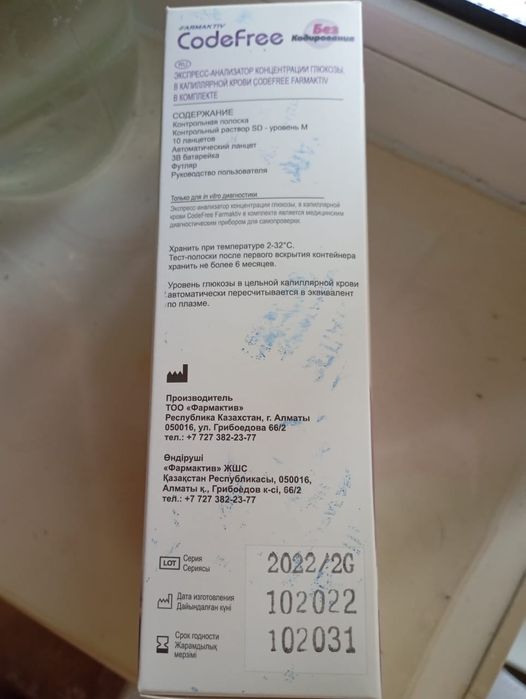 FARMAKTIV
CodeFree
Без
Кодирования
RU
ЭКСПРЕСС-АНАЛИЗАТОР КОНЦЕНТРАЦИИ ГЛЮКОЗЫ
В КАПИЛЛЯРНОЙ КРОВИ CODEFREE FARMAKTIV
В КОМПЛЕКТЕ
СОДЕРЖАНИЕ
Контрольная полоска
Контрольный раствор SD - уровень М
10 ланцетов
Автоматический ланцет
3В батарейка
Футляр
Руководство пользователя
Только для in vitro диагностики
Экспресс-анализатор концентрации глюкозы, в капиллярной
крови CodeFree Farmaktiv в комплекте является медицинским
диагностическим прибором для самопроверки.
Хранить при температуре 2-32°С.
Тест-полоски после первого вскрытия контейнера
хранить не более 6 месяцев.
Уровень глюкозы в цельной капиллярной крови
автоматически пересчитывается в эквивалент
по плазме.
Производитель
ТОО «Фармактив»
Республика Казахстан, г. Алматы
050016, ул. Грибоедова 66/2
тел.: +7 727 382-23-77
Өндіруші
«Фармактив» ЖШС
Қазақстан Республикасы, 050016,
Алматы қ., Грибоедов к-сі, 66/2
тел.: +7 727 382-23-77
LOT Серия
Сериясы
2022/2G
Дата изготовления
Дайындалған күні
102022
Срок годности
Жарамдылық
мерзімі
102031